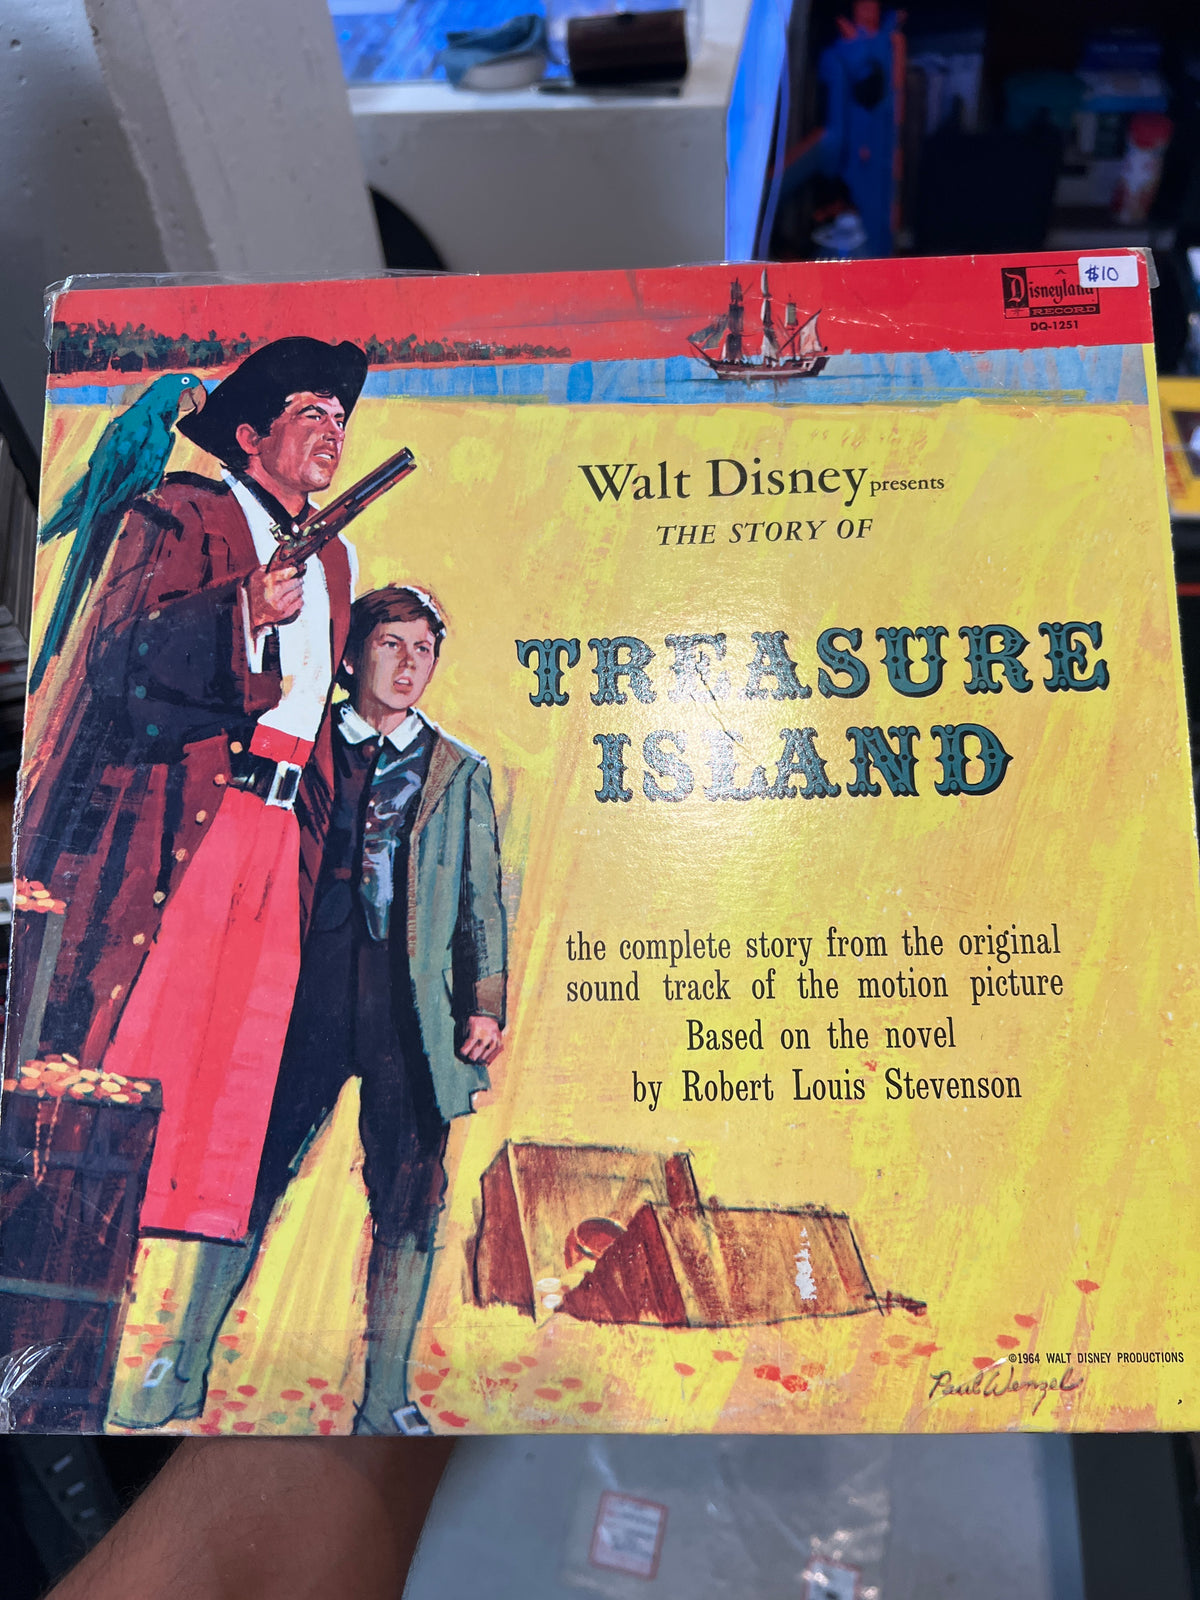 $10
Disneyland
RECORD
DQ-1251
Walt Disney presents
THE STORY OF
TREASURE
ISLAND
the complete story from the original
sound track of the motion picture
Based on the novel
by Robert Louis Stevenson
©1964 WALT DISNEY PRODUCTIONS
Paul Wenzel